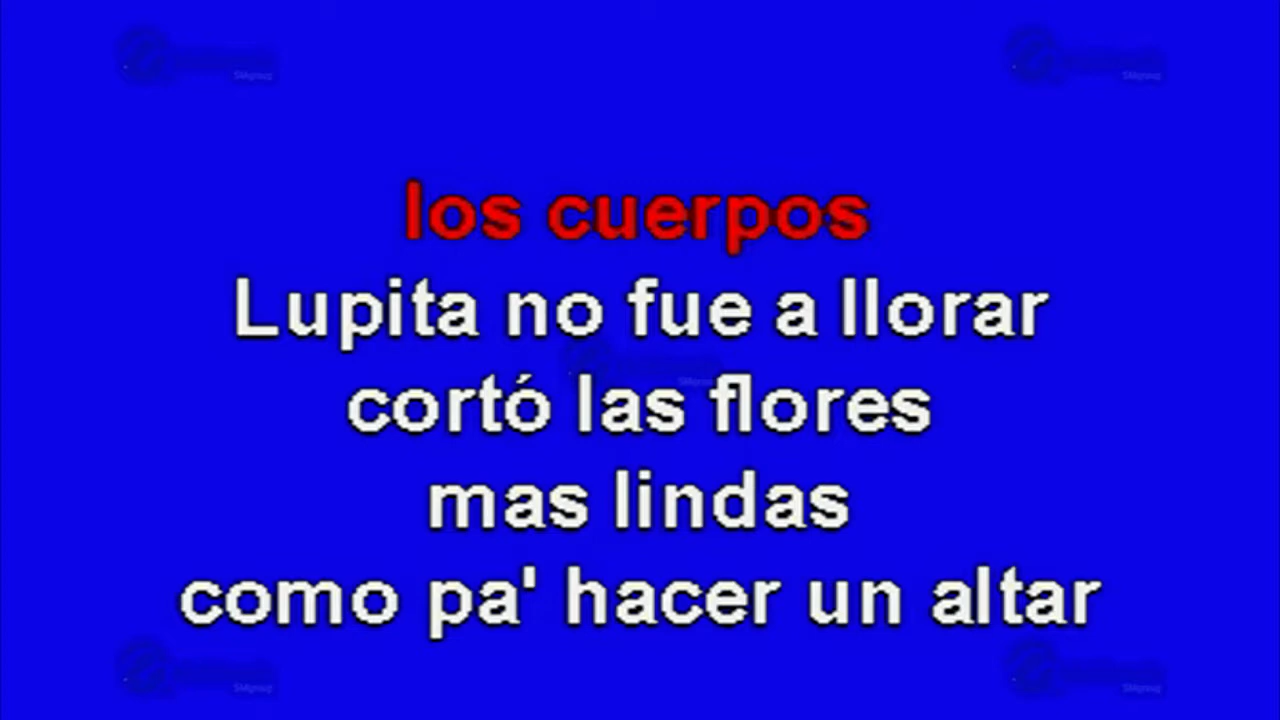 los cuerpos
Lupita no fue a llorar
cortó las flores
mas lindas
como pa' hacer un altar